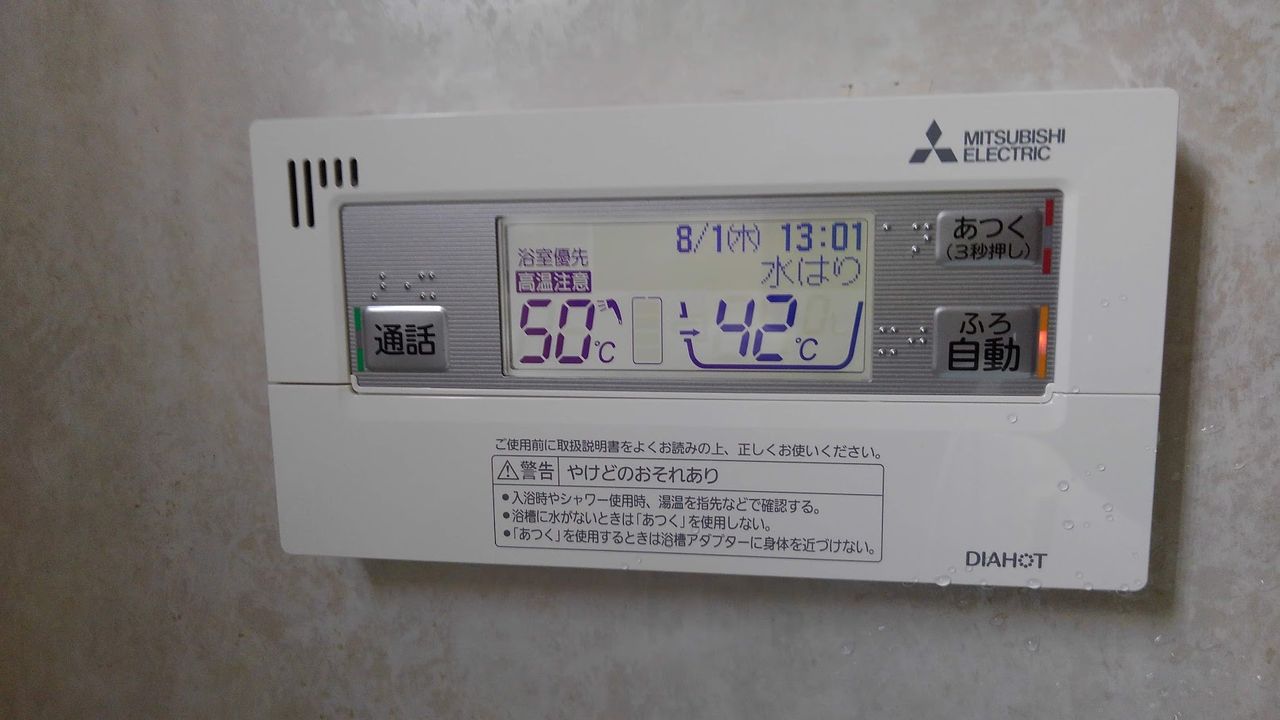 MITSUBISHI
ELECTRIC
8/1(木) 13:01
浴室優先
水はり
高温注意
50℃
42℃
あつく
(3秒押し)
通話
ふろ
自動
ご使用前に取扱説明書をよくお読みの上、正しくお使いください。
⚠警告 やけどのおそれあり
●入浴時やシャワー使用時、湯温を指先などで確認する。
●浴槽に水がないときは「あつく」を使用しない。
●「あつく」を使用するときは浴槽アダプターに身体を近づけない。
DIAHOT